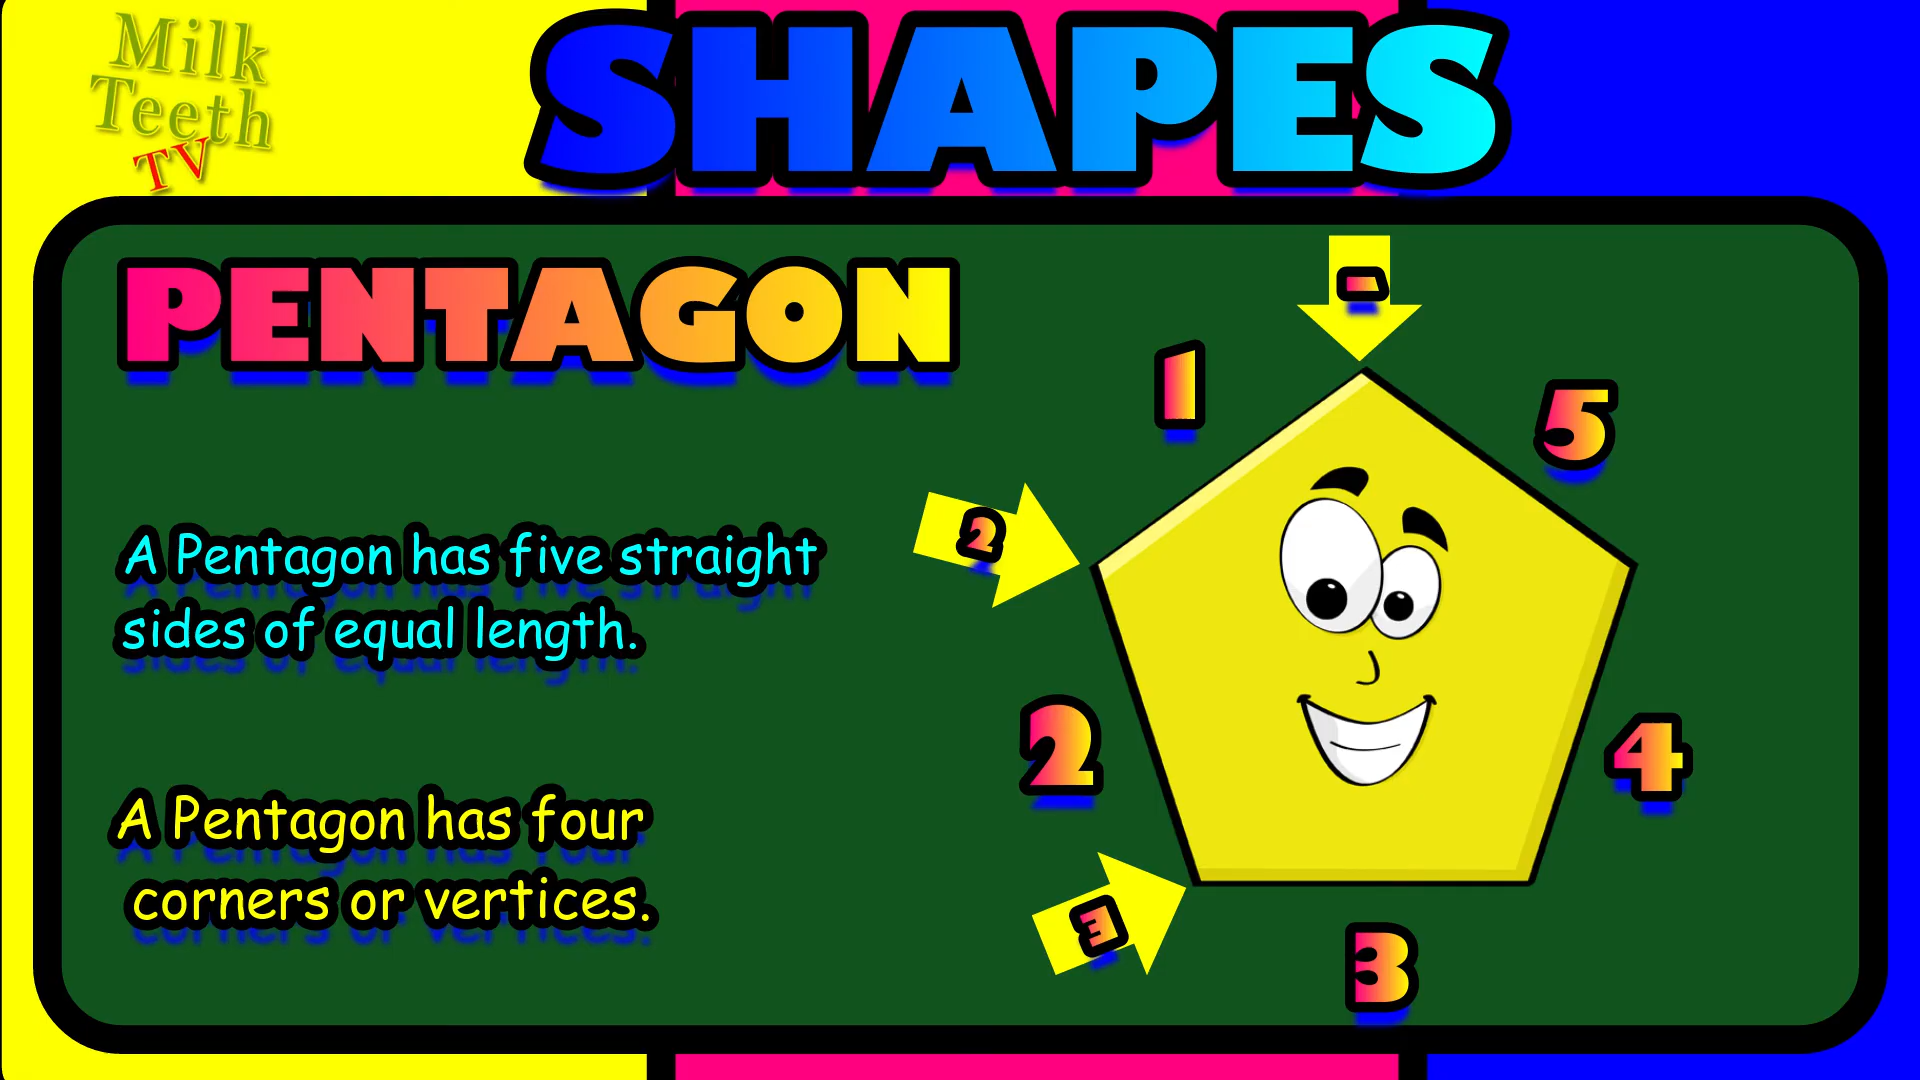 Milk
Teeth
TV
SHAPES
PENTAGON
1
1
5
2
A Pentagon has five straight
sides of equal length.
2
4
A Pentagon has four
corners or vertices.
3
3